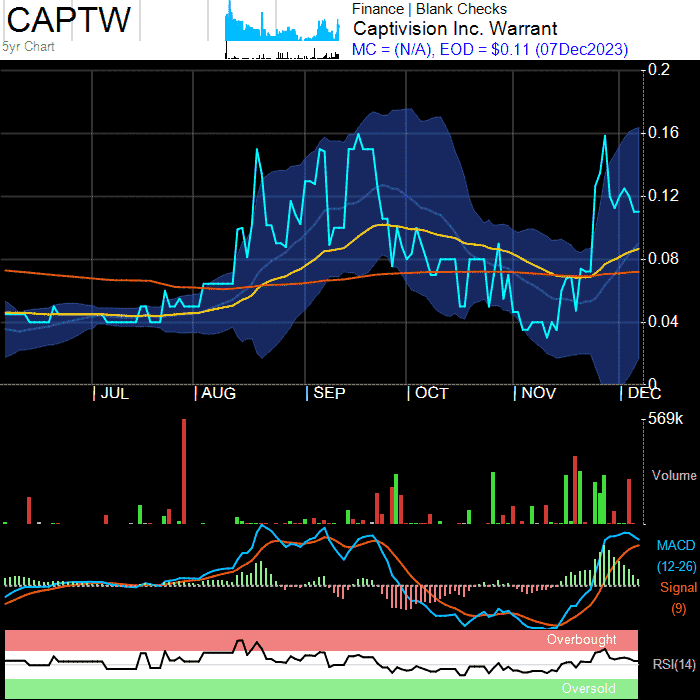 CAPTW
5yr Chart
Finance | Blank Checks
Captivision Inc. Warrant
MC = (N/A), EOD = $0.11 (07Dec2023)
0.2
0.16
0.12
0.08
0.04
0
JUL AUG SEP OCT NOV DEC
569k
Volume
MACD
(12-26)
Signal
(9)
Overbought
RSI(14)
Oversold